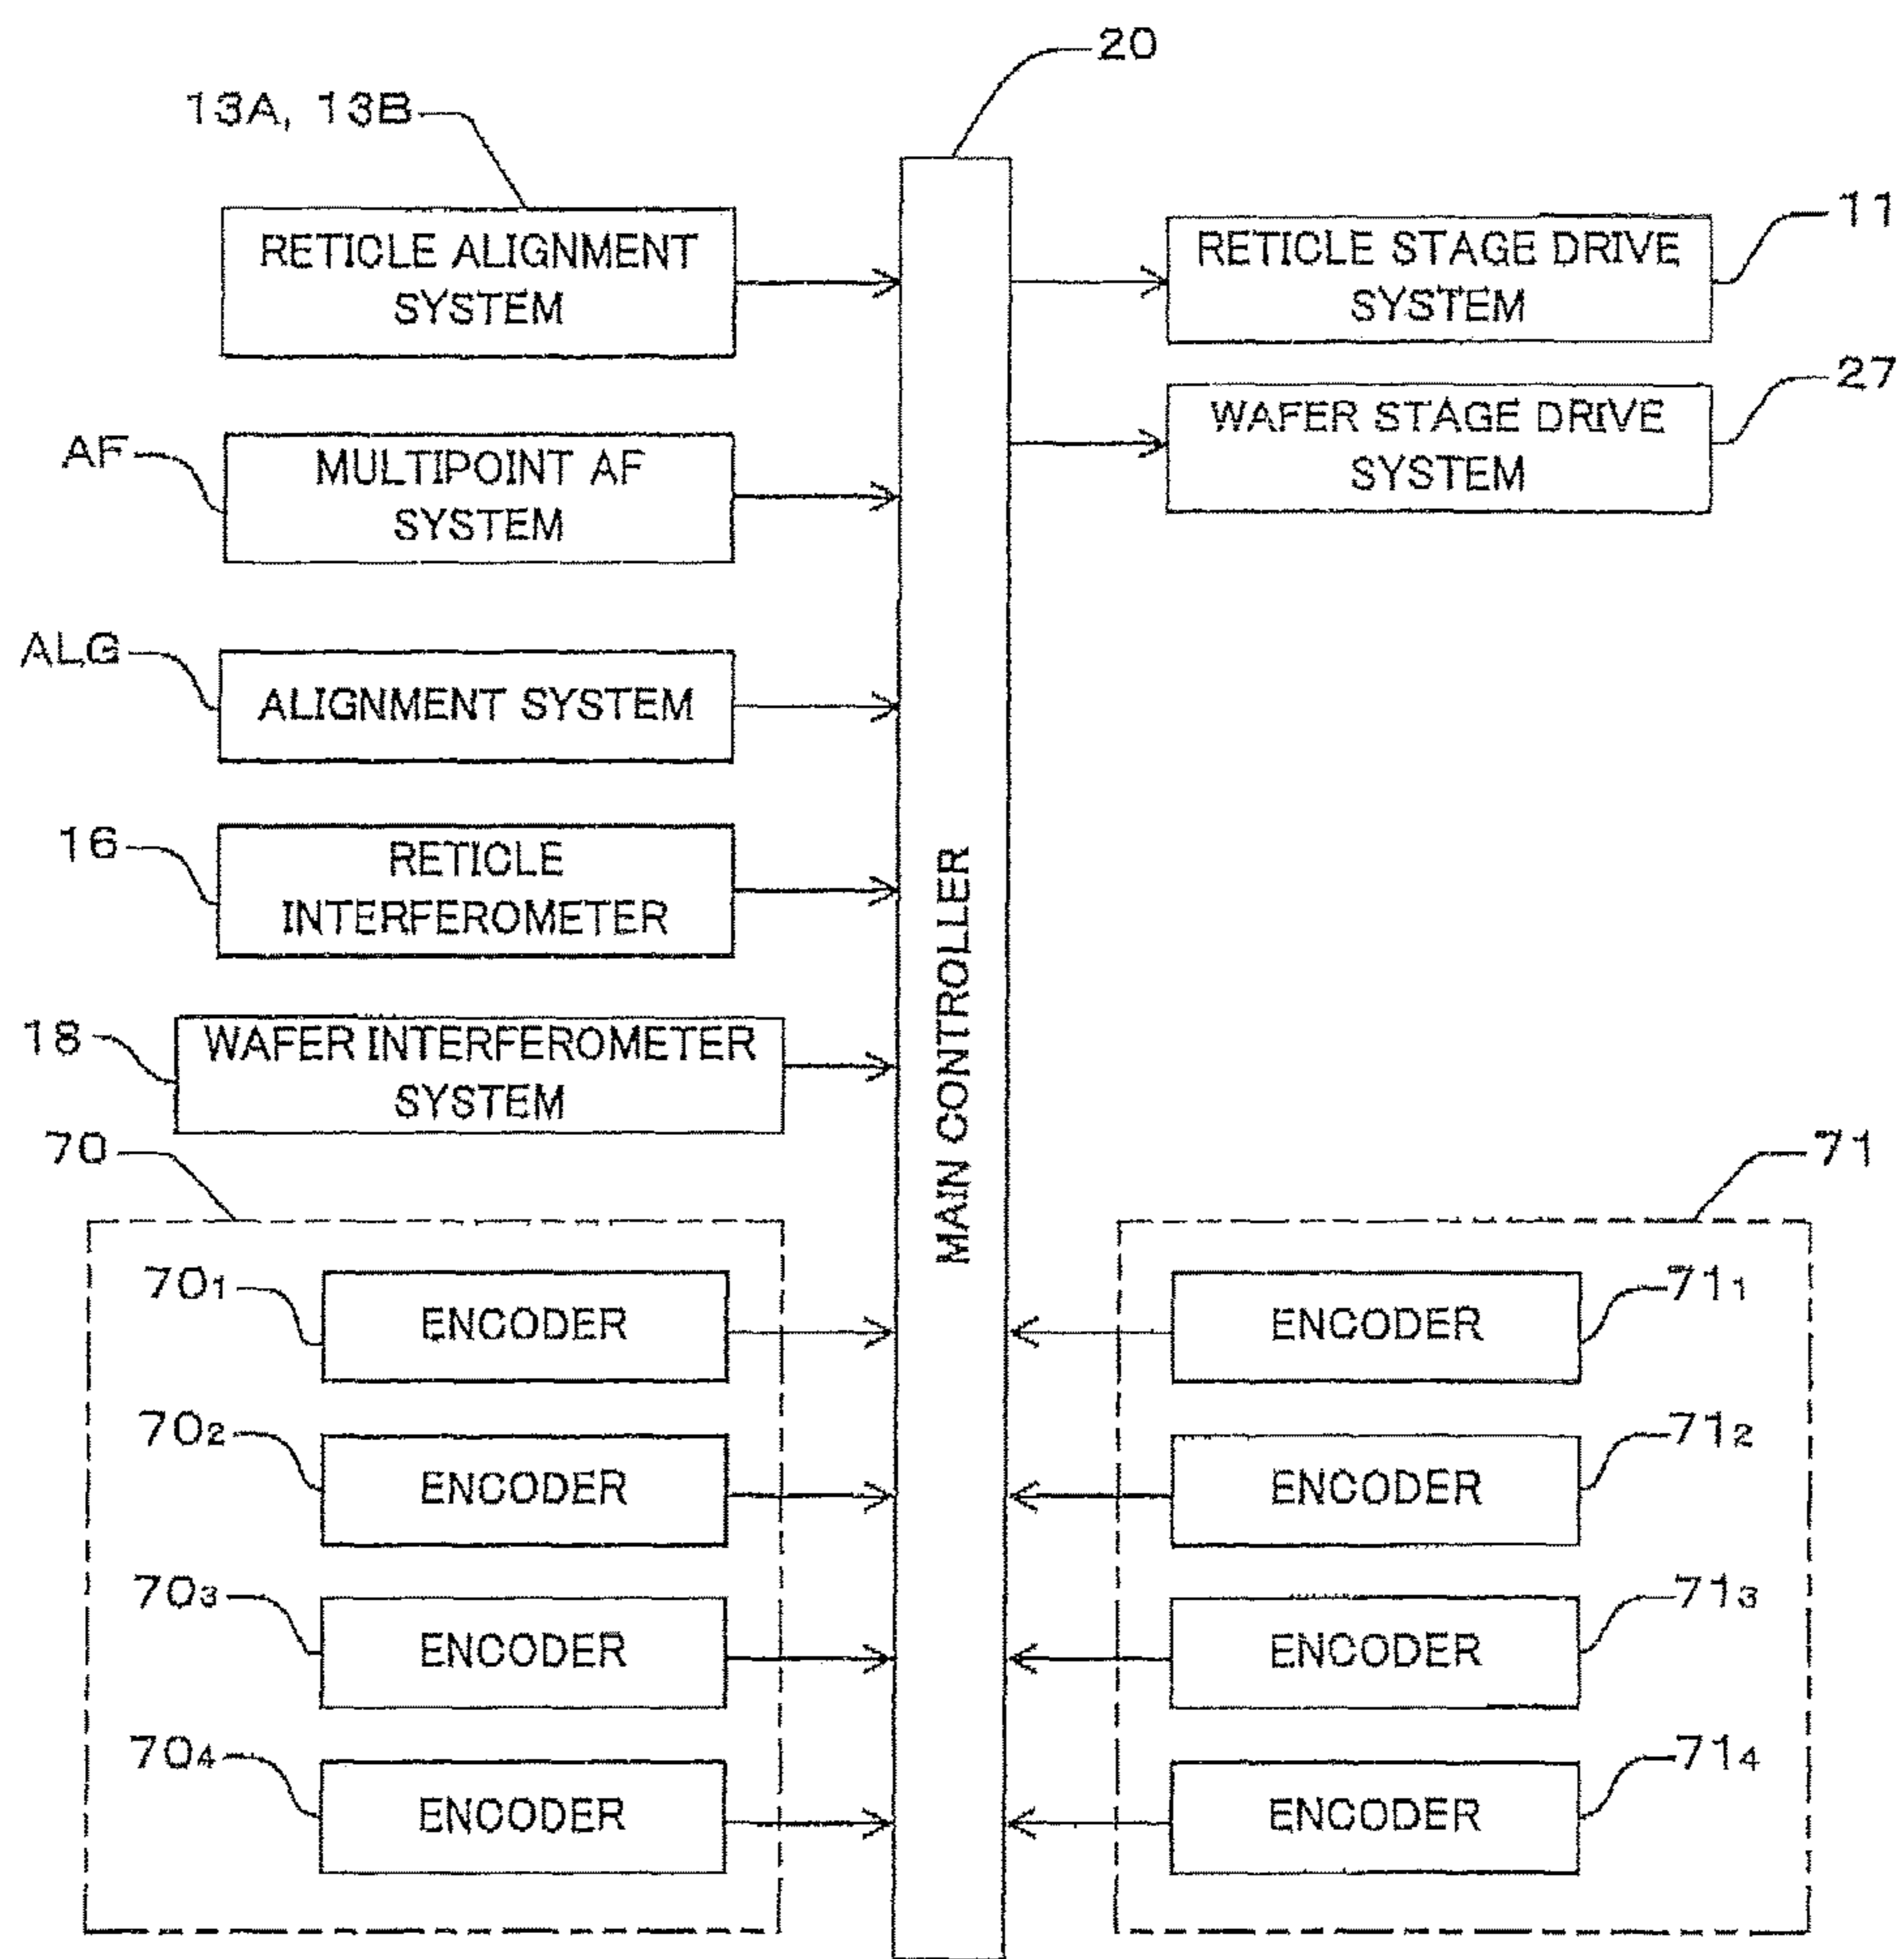 20
13A, 13B
RETICLE ALIGNMENT
SYSTEM
RETICLE STAGE DRIVE
SYSTEM
11
AF
MULTIPOINT AF
SYSTEM
WAFER STAGE DRIVE
SYSTEM
27
ALG
ALIGNMENT SYSTEM
16
RETICLE
INTERFEROMETER
18
WAFER INTERFEROMETER
SYSTEM
MAIN CONTROLLER
70
71
70₁
ENCODER
ENCODER
71₁
70₂
ENCODER
ENCODER
71₂
70₃
ENCODER
ENCODER
71₃
70₄
ENCODER
ENCODER
71₄